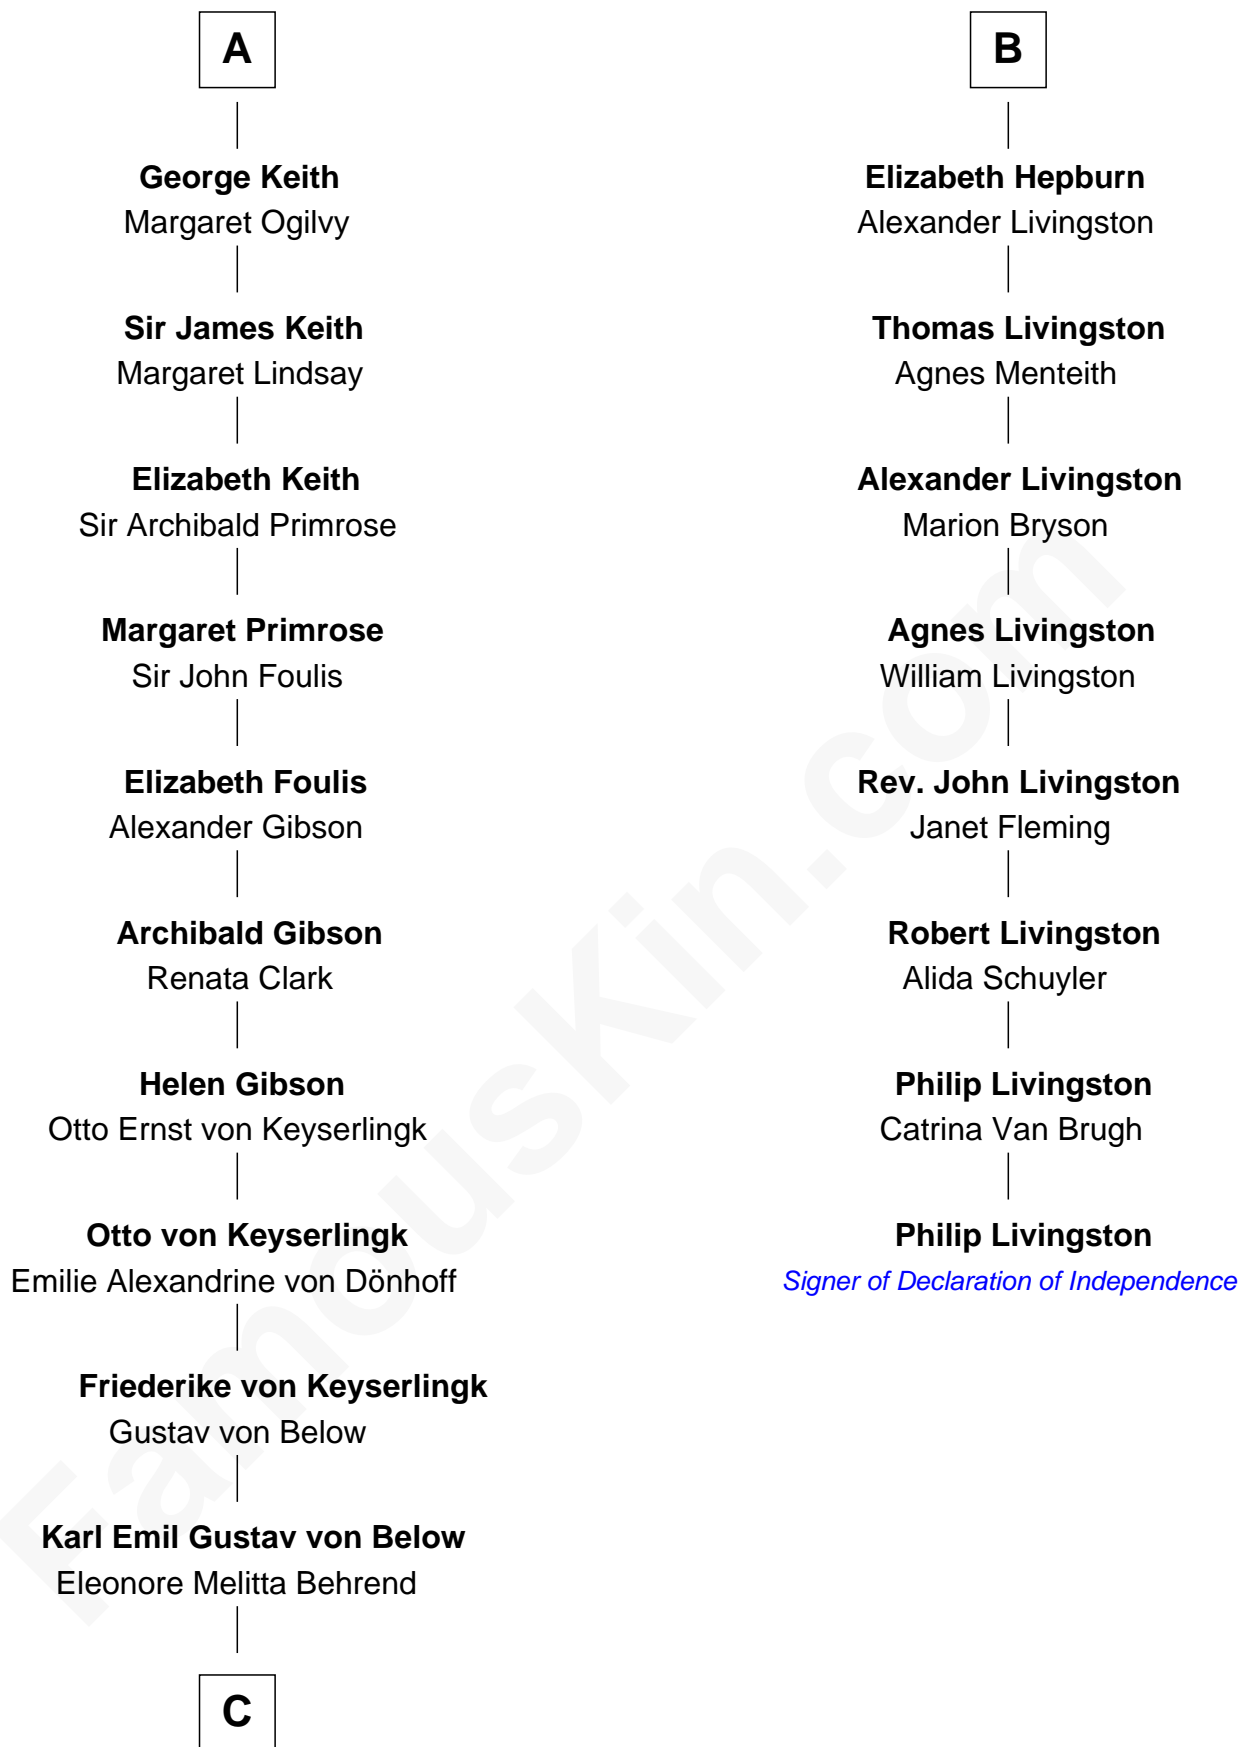 A
George Keith
Margaret Ogilvy
Sir James Keith
Margaret Lindsay
Elizabeth Keith
Sir Archibald Primrose
Margaret Primrose
Sir John Foulis
Elizabeth Foulis
Alexander Gibson
Archibald Gibson
Renata Clark
Helen Gibson
Otto Ernst von Keyserlingk
Otto von Keyserlingk
Emilie Alexandrine von Dönhoff
Friederike von Keyserlingk
Gustav von Below
Karl Emil Gustav von Below
Eleonore Melitta Behrend
C
B
Elizabeth Hepburn
Alexander Livingston
Thomas Livingston
Agnes Menteith
Alexander Livingston
Marion Bryson
Agnes Livingston
William Livingston
Rev. John Livingston
Janet Fleming
Robert Livingston
Alida Schuyler
Philip Livingston
Catrina Van Brugh
Philip Livingston
Signer of Declaration of Independence
FamousKin.com